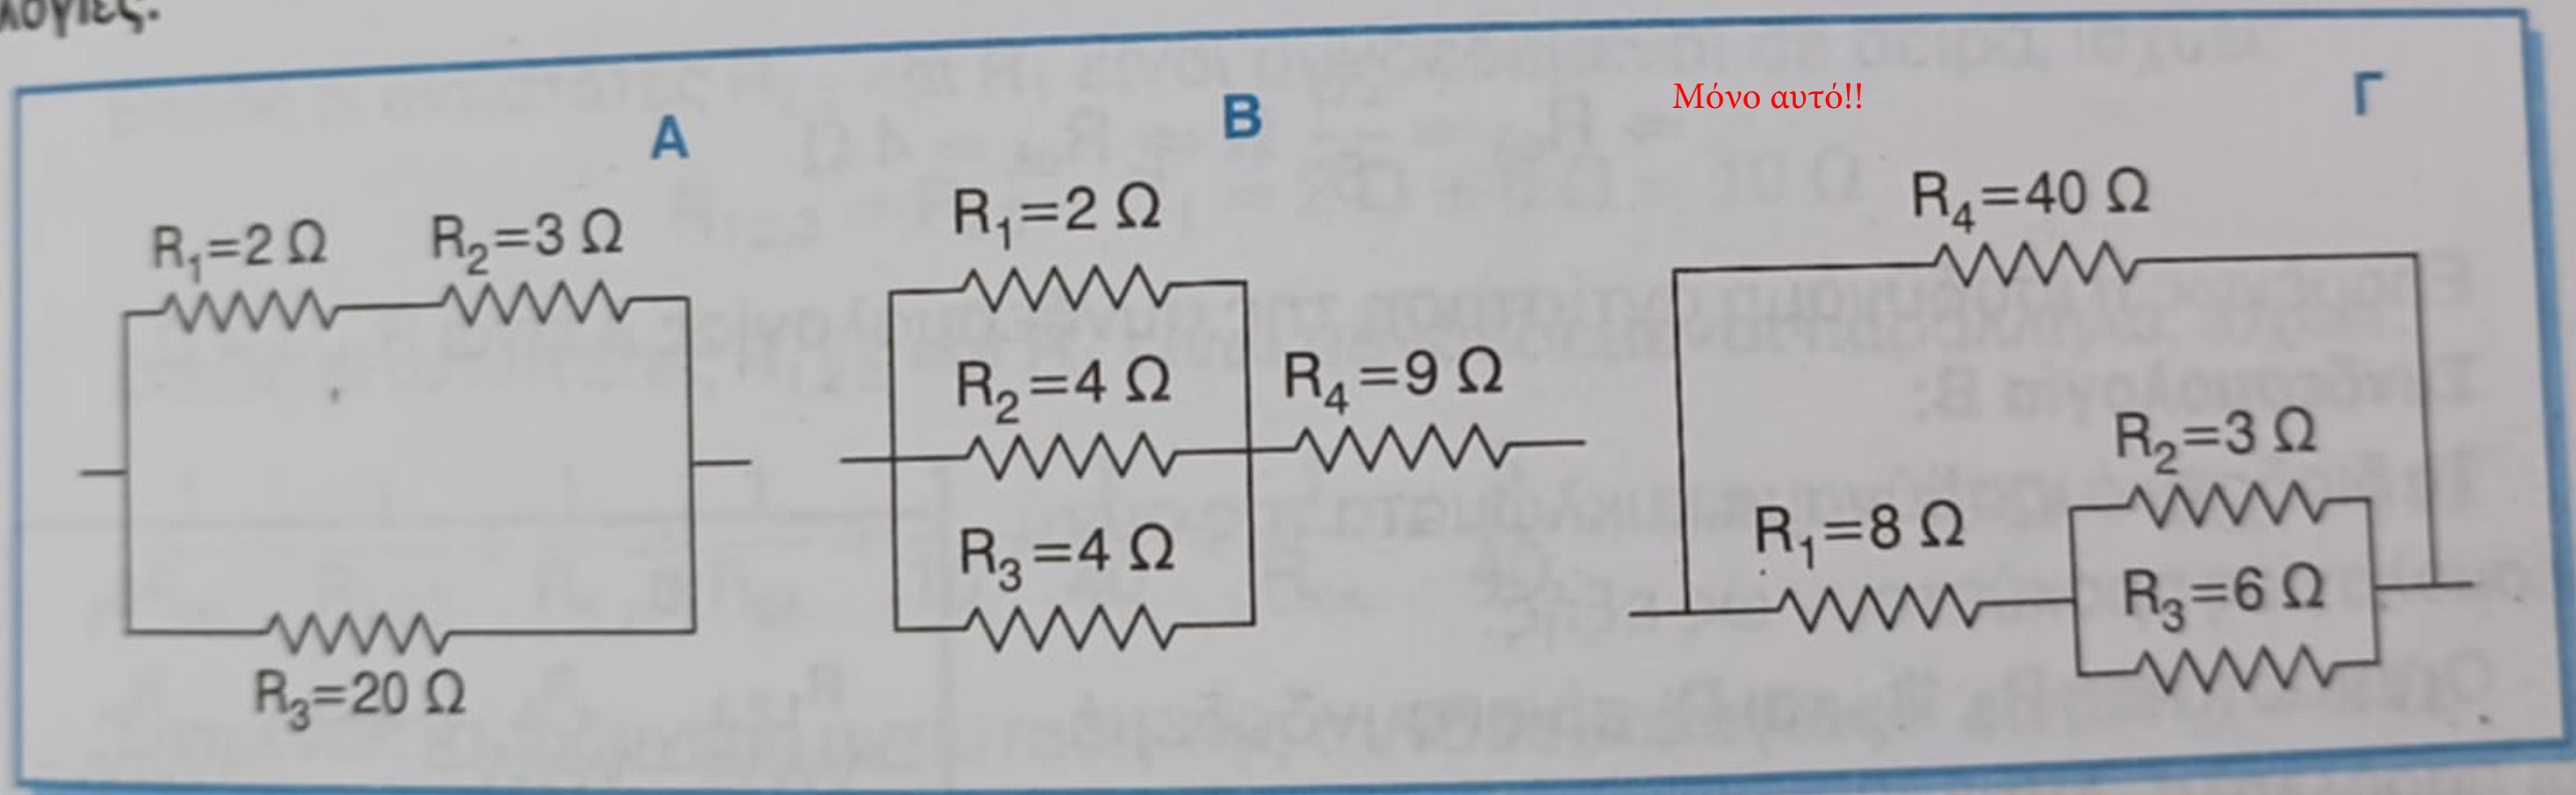 λογίες.
Μόνο αυτό!!
Α
Β
Γ
R₁=2 Ω
R₂=3 Ω
R₃=20 Ω
R₁=2 Ω
R₂=4 Ω
R₄=9 Ω
R₃=4 Ω
R₄=40 Ω
R₂=3 Ω
R₁=8 Ω
R₃=6 Ω